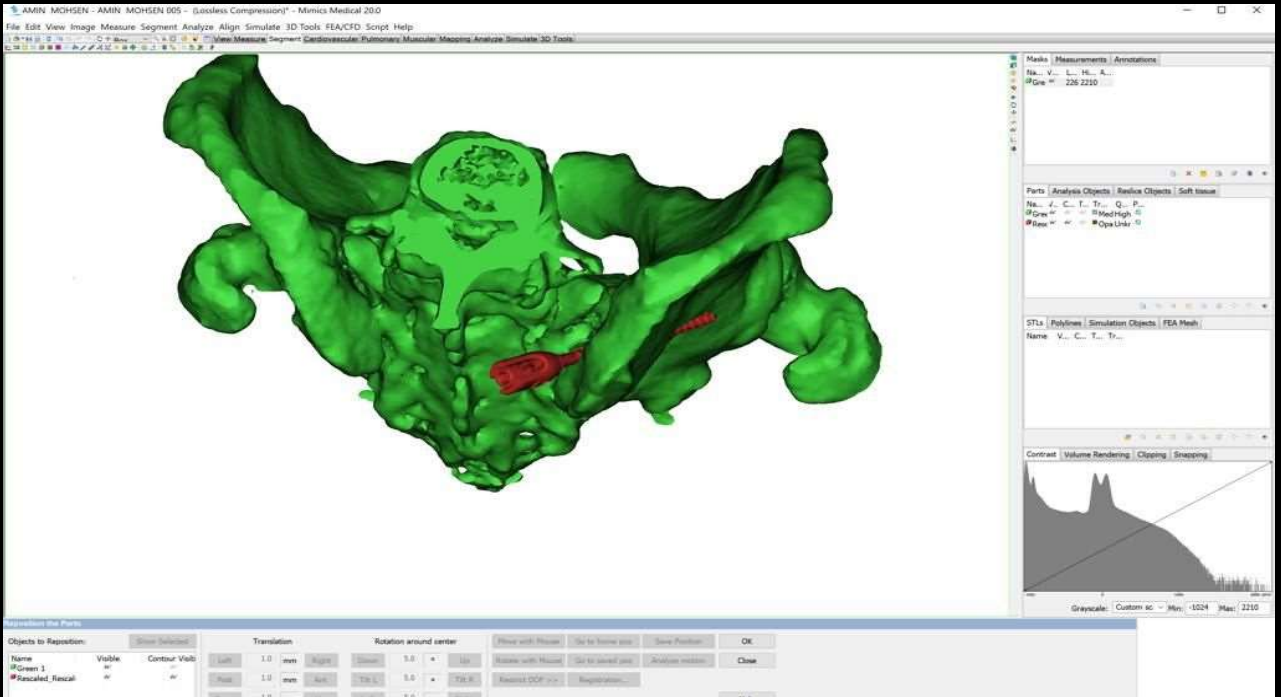 AMIN MOHSEN - AMIN MOHSEN 005 - (Lossless Compression)* - Mimics Medical 20.0
File Edit View Image Measure Segment Analyze Align Simulate 3D Tools FEA/CFD Script Help
View Measure Segment Cardiovascular Pulmonary Muscular Mapping Analyze Simulate 3D Tools
Masks Measurements Annotations
Na... V... L... Hi... A...
Gre 226 2210
Parts Analysis Objects Reslice Objects Soft tissue
Na... C... T... Tr... Q... P...
Gree Med High
Opa Unkr
STLs Polylines Simulation Objects FEA Mesh
Name V... C... T... Tr...
Contrast Volume Rendering Clipping Snapping
Grayscale: Custom sc Min: -1024 Max: 2210
Reposition the Parts
Objects to Reposition: Show Selected Translation Rotation around center Move with Mouse Go to home pos Save Position OK
Name Visible Contour Visib Left 1.0 mm Right Down 5.0 Up Rotate with Mouse Go to saved pos Analyze motion Close
Green 1
Rescaled_Rescal Post 1.0 mm Ant. Tilt L 5.0 Tilt R Restrict DOF >> Registration...